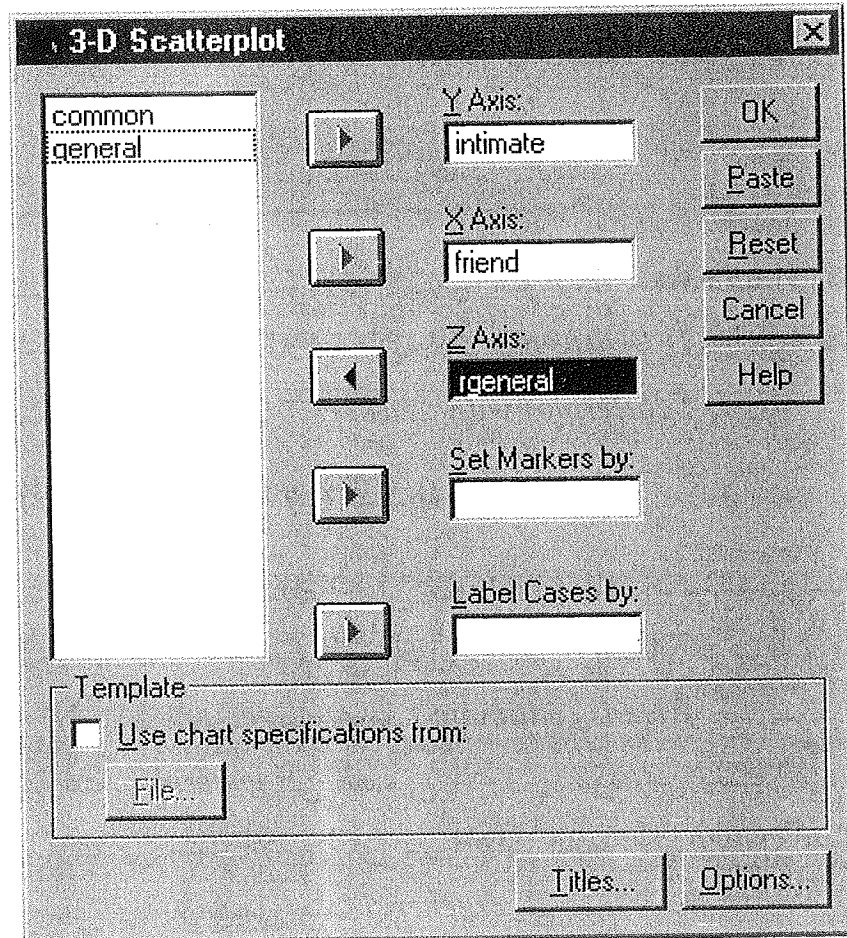 3-D Scatterplot
common
general
Y Axis:
intimate
X Axis:
friend
Z Axis:
rgeneral
Set Markers by:
Label Cases by:
OK
Paste
Reset
Cancel
Help
Template
Use chart specifications from:
File...
Titles...
Options...